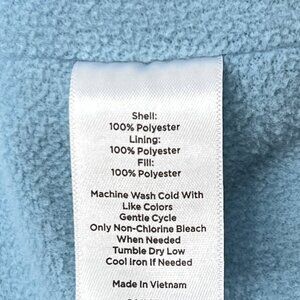 Shell:
100% Polyester
Lining:
100% Polyester
Fill:
100% Polyester
Machine Wash Cold With
Like Colors
Gentle Cycle
Only Non-Chlorine Bleach
When Needed
Tumble Dry Low
Cool Iron If Needed
Made In Vietnam